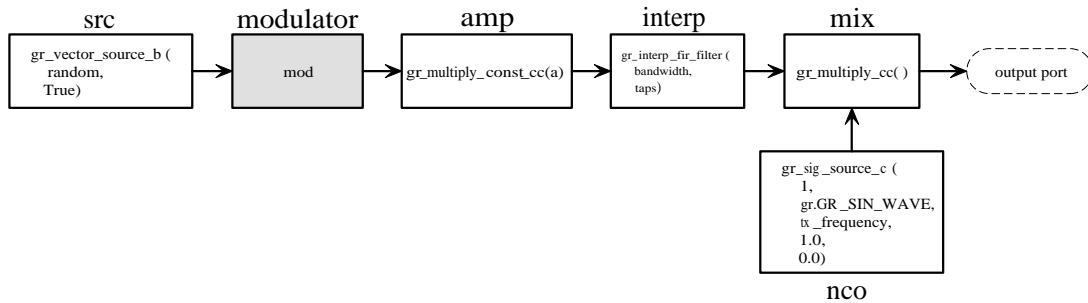 src
modulator
amp
interp
mix
gr_vector_source_b (
random,
True)
mod
gr_multiply_const_cc(a)
gr_interp_fir_filter (
bandwidth,
taps)
gr_multiply_cc( )
output port
gr_sig_source_c (
1,
gr.GR_SIN_WAVE,
tx_frequency,
1.0,
0.0)
nco